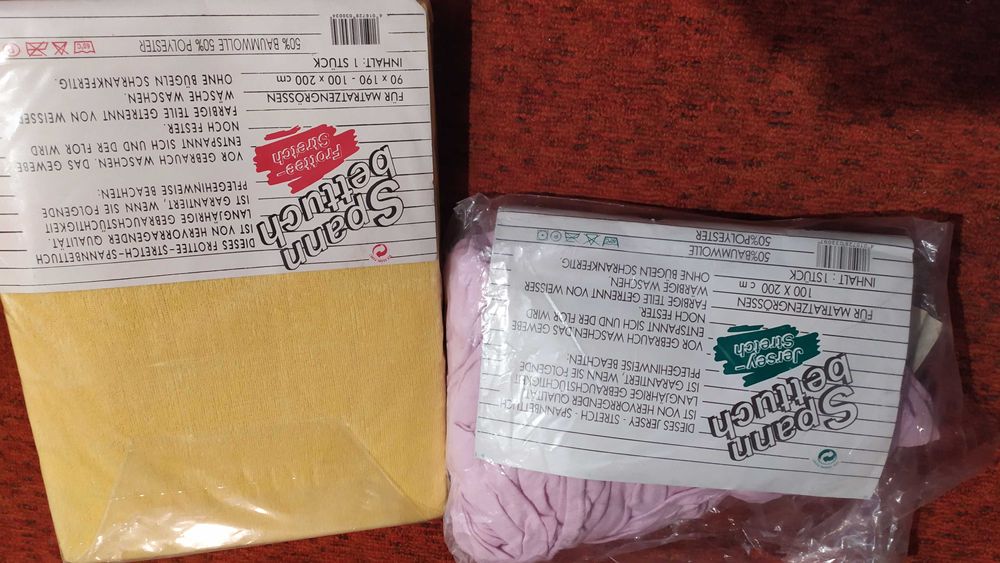 Spann
bettuch
Frottee-
Stretch
DIESES FROTTEE-STRETCH-SPANNBETTUCH
IST VON HERVORRAGENDER QUALITÄT.
LANGJÄHRIGE GEBRAUCHSTÜCHTIGKEIT
IST GARANTIERT, WENN SIE FOLGENDE
PFLEGEHINWEISE BEACHTEN:
VOR GEBRAUCH WASCHEN. DAS GEWEBE
ENTSPANNT SICH UND DER FLOR WIRD
NOCH FESTER.
FARBIGE TEILE GETRENNT VON WEISSER
WÄSCHE WASCHEN.
OHNE BÜGELN SCHRANKFERTIG.
FÜR MATRATZENGRÖSSEN
90 x 190 - 100 x 200 cm
INHALT: 1 STÜCK
50% BAUMWOLLE 50% POLYESTER
Spann
bettuch
Jersey-
Stretch
DIESES JERSEY - STRETCH - SPANNBETTUCH
IST VON HERVORRGENDER QUALITÄT.
LANGJÄHRIGE GEBRAUCHSTÜCHTIGKEIT
IST GARANTIERT, WENN SIE FOLGENDE
PFLEGEHINWEISE BEACHTEN:
VOR GEBRAUCH WASCHEN DAS GEWEBE
ENTSPANNT SICH UND DER FLOR WIRD
NOCH FESTER.
FARBIGE TEILE GETRENNT VON WEISSER
WARBIGE WASCHEN.
OHNE BÜGELN SCHRANKFERTIG
FÜR MATRATZENGRÖSSEN
100 X 200 cm
INHALT : 1STÜCK
50%BAUMWOLLE
50%POLYESTER